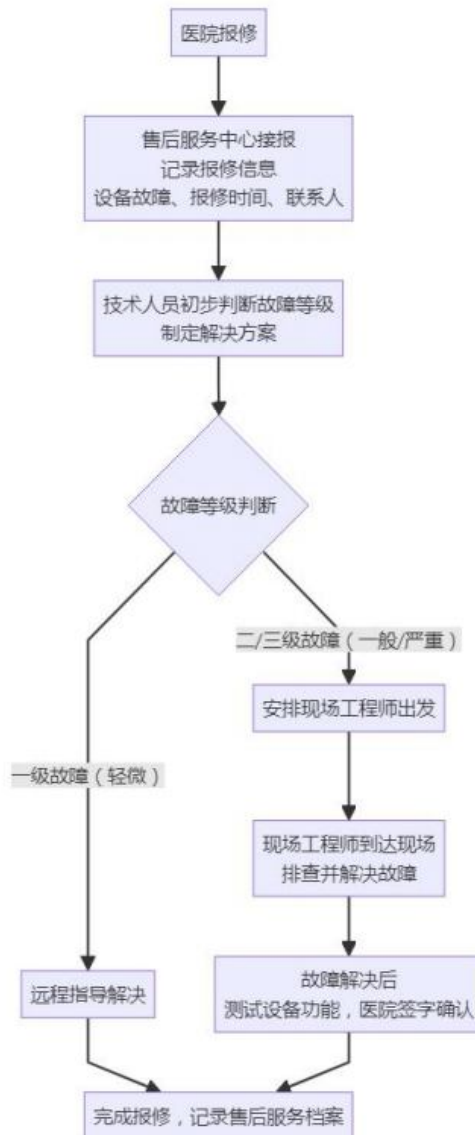 医院报修
售后服务中心接报
记录报修信息
设备故障、报修时间、联系人
技术人员初步判断故障等级
制定解决方案
故障等级判断
二/三级故障（一般/严重）
安排现场工程师出发
一级故障（轻微）
现场工程师到达现场
排查并解决故障
远程指导解决
故障解决后
测试设备功能，医院签字确认
完成报修，记录售后服务档案